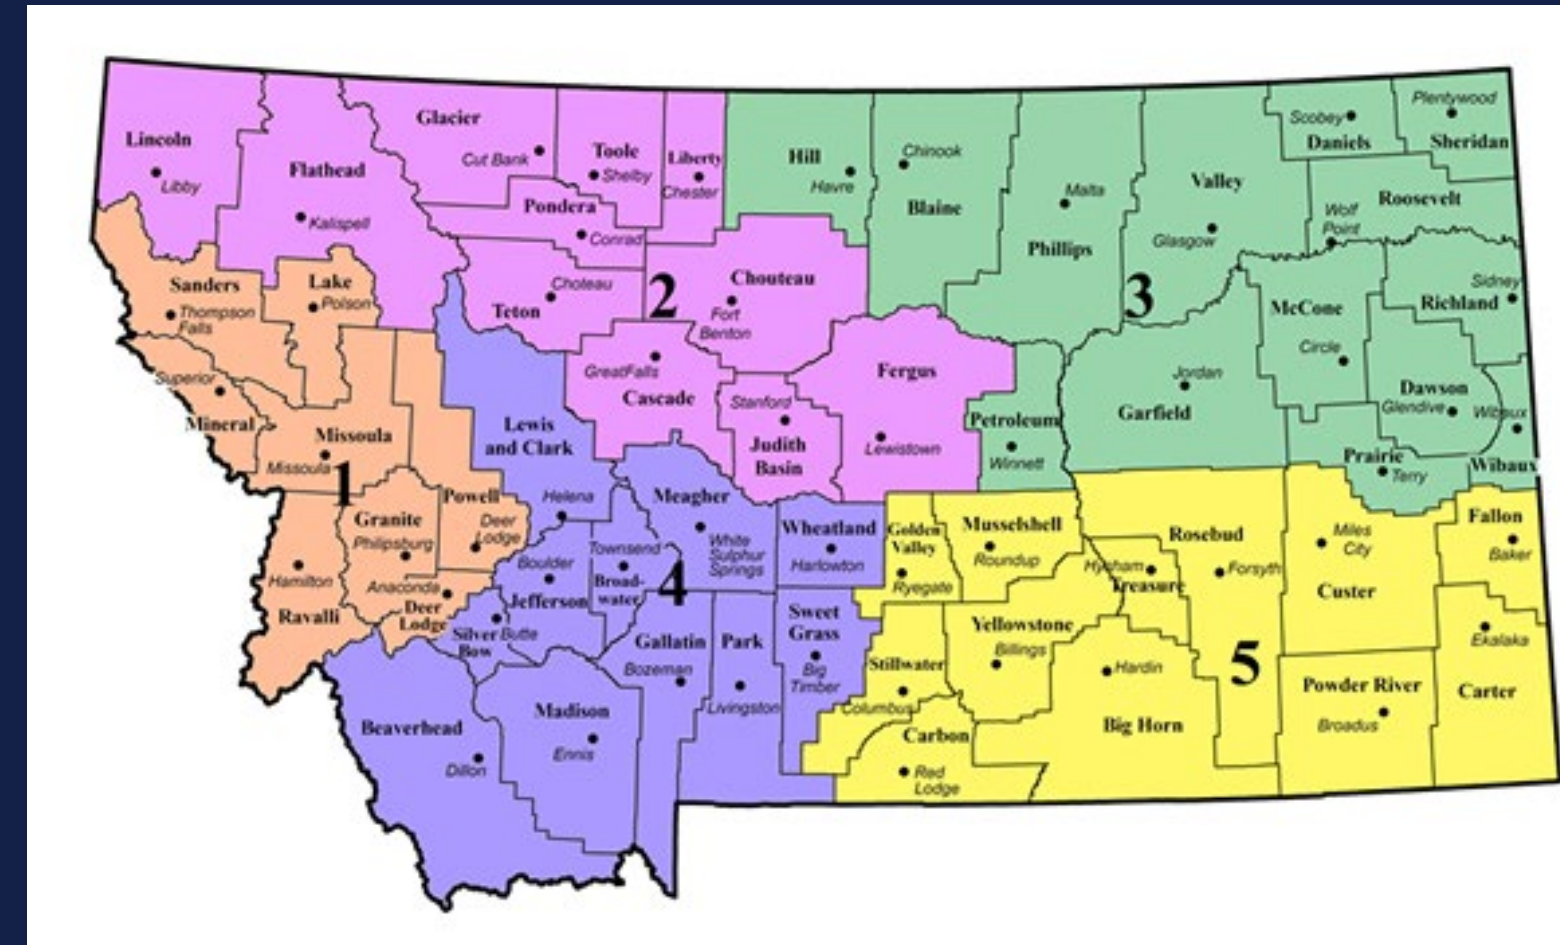 Lincoln
Libby
Flathead
Kalispell
Glacier
Cut Bank
Toole
Shelby
Liberty
Chester
Pondera
Conrad
Teton
Choteau
2
Chouteau
Fort
Benton
GreatFalls
Cascade
Stanford
Judith
Basin
Fergus
Lewistown
Hill
Havre
Chinook
Blaine
Malta
Phillips
3
Valley
Glasgow
Scobey
Daniels
Plentywood
Sheridan
Roosevelt
Wolf
Point
Sidney
Richland
McCone
Circle
Dawson
Glendive
Wibaux
Wibaux
Prairie
Terry
Jordan
Garfield
Petroleum
Winnett
Sanders
Thompson
Falls
Lake
Polson
Superior
Mineral
Missoula
Missoula
1
Powell
Deer
Lodge
Granite
Philipsburg
Anaconda
Deer
Lodge
Hamilton
Ravalli
Lewis
and Clark
Helena
Meagher
White
Sulphur
Springs
Wheatland
Harlowton
Townsend
Broad-
water
4
Boulder
Jefferson
Silver
Bow
Butte
Gallatin
Bozeman
Park
Livingston
Sweet
Grass
Big
Timber
Madison
Ennis
Beaverhead
Dillon
Golden
Valley
Ryegate
Musselshell
Roundup
Hysham
Treasure
Rosebud
Forsyth
Miles
City
Custer
Fallon
Baker
Yellowstone
Billings
Stillwater
Columbus
Carbon
Red
Lodge
Hardin
Big Horn
5
Powder River
Broadus
Ekalaka
Carter